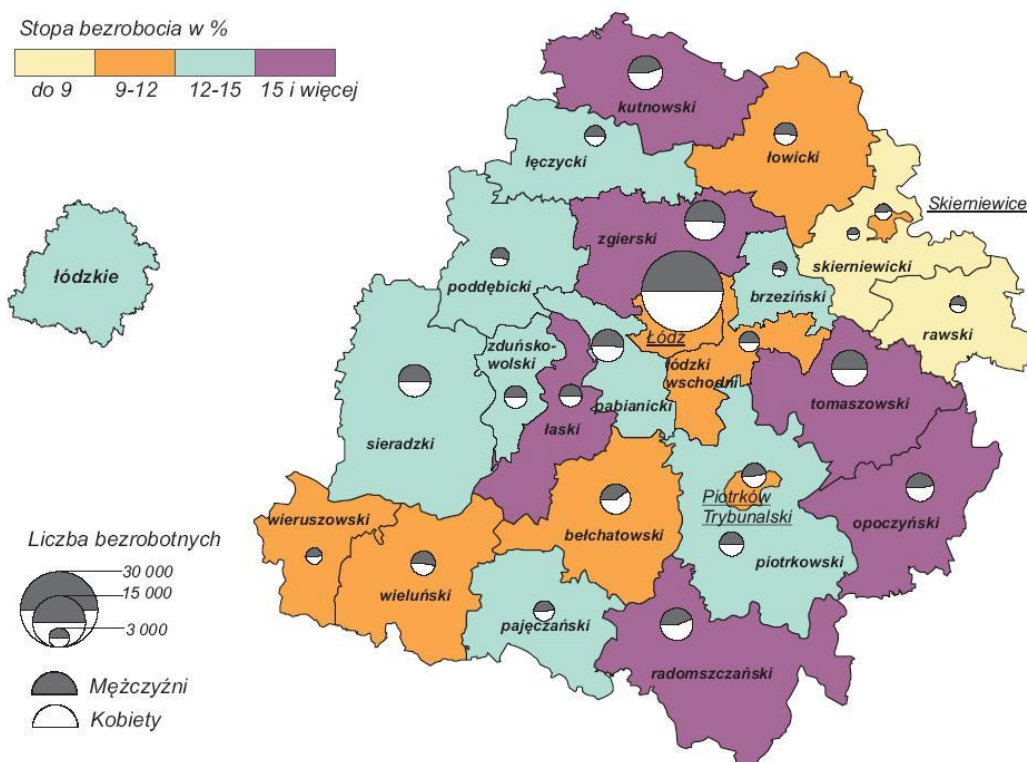 Stopa bezrobocia w %
do 9 9-12 12-15 15 i więcej
kutnowski
łowicki
łęczycki
Skierniewice
zgierski
skierniewicki
łódzkie
poddębicki
brzeziński
rawski
Łódź
zduńsko-
wolski
łódzki
wschodni
pabianicki
tomaszowski
łaski
sieradzki
Piotrków
Trybunalski
opoczyński
wieruszowski
bełchatowski
Liczba bezrobotnych
piotrkowski
wieluński
30 000
15 000
3 000
pajęczański
radomszczański
Mężczyźni
Kobiety